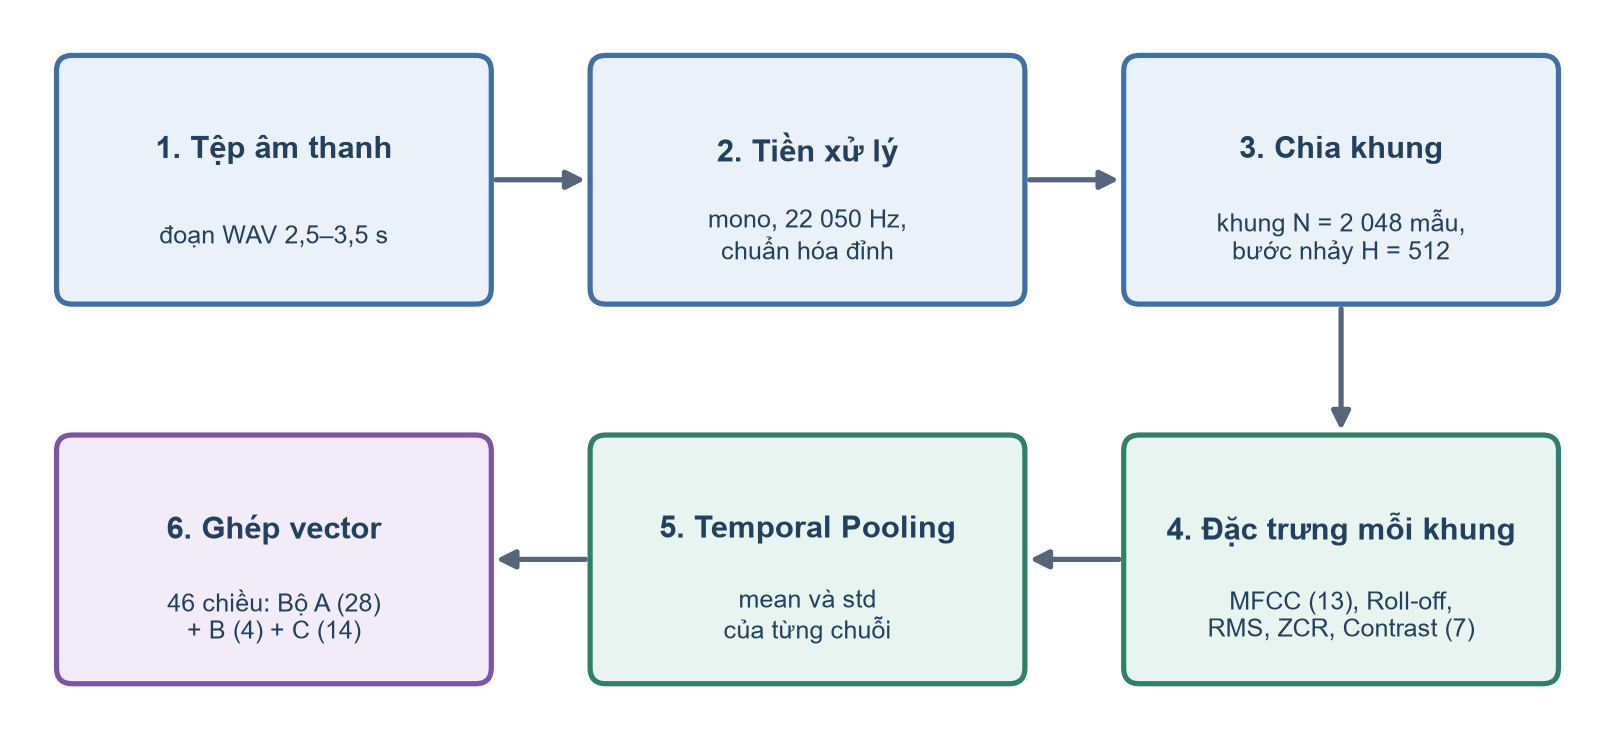 1. Tệp âm thanh
đoạn WAV 2,5–3,5 s
2. Tiền xử lý
mono, 22 050 Hz,
chuẩn hóa đỉnh
3. Chia khung
khung N = 2 048 mẫu,
bước nhảy H = 512
4. Đặc trưng mỗi khung
MFCC (13), Roll-off,
RMS, ZCR, Contrast (7)
5. Temporal Pooling
mean và std
của từng chuỗi
6. Ghép vector
46 chiều: Bộ A (28)
+ B (4) + C (14)